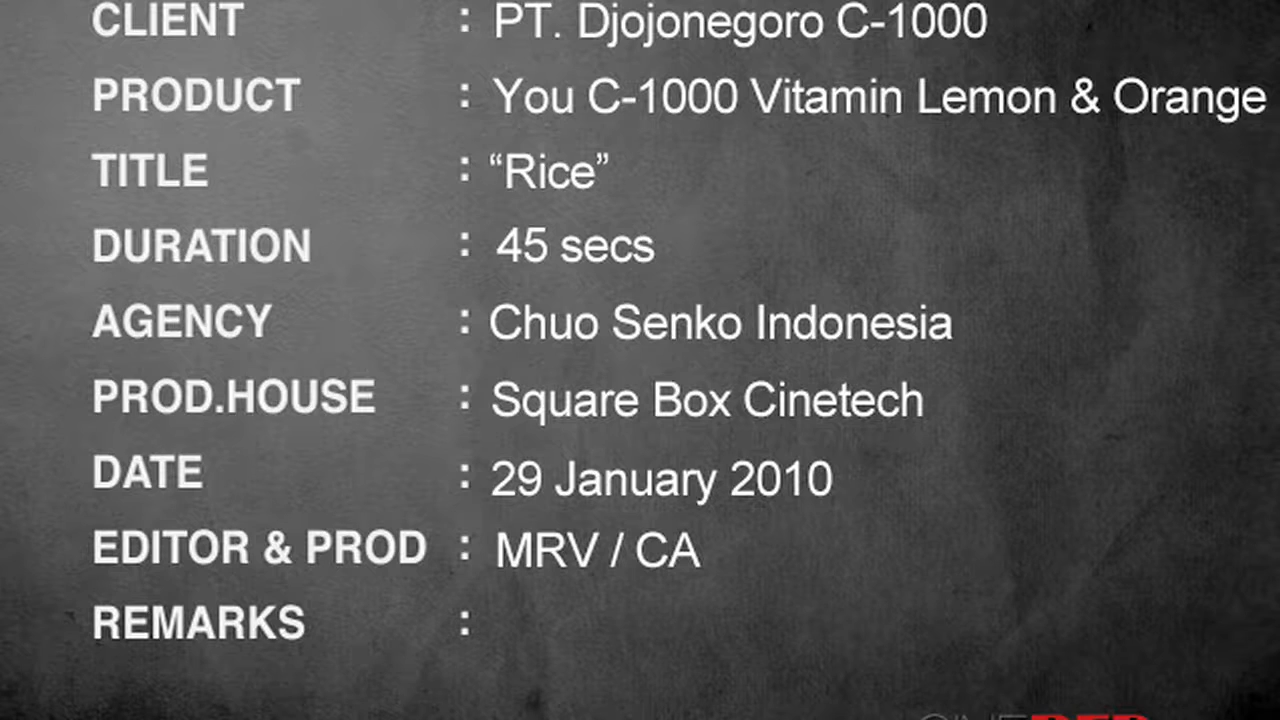 CLIENT : PT. Djojonegoro C-1000
PRODUCT : You C-1000 Vitamin Lemon & Orange
TITLE : “Rice”
DURATION : 45 secs
AGENCY : Chuo Senko Indonesia
PROD.HOUSE : Square Box Cinetech
DATE : 29 January 2010
EDITOR & PROD : MRV / CA
REMARKS :